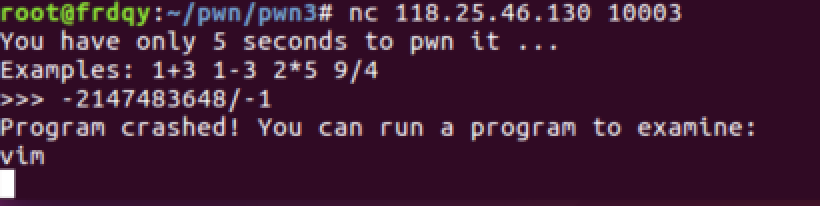 root@frdqy:~/pwn/pwn3# nc 118.25.46.130 10003
You have only 5 seconds to pwn it ...
Examples: 1+3 1-3 2*5 9/4
>>> -2147483648/-1
Program crashed! You can run a program to examine:
vim